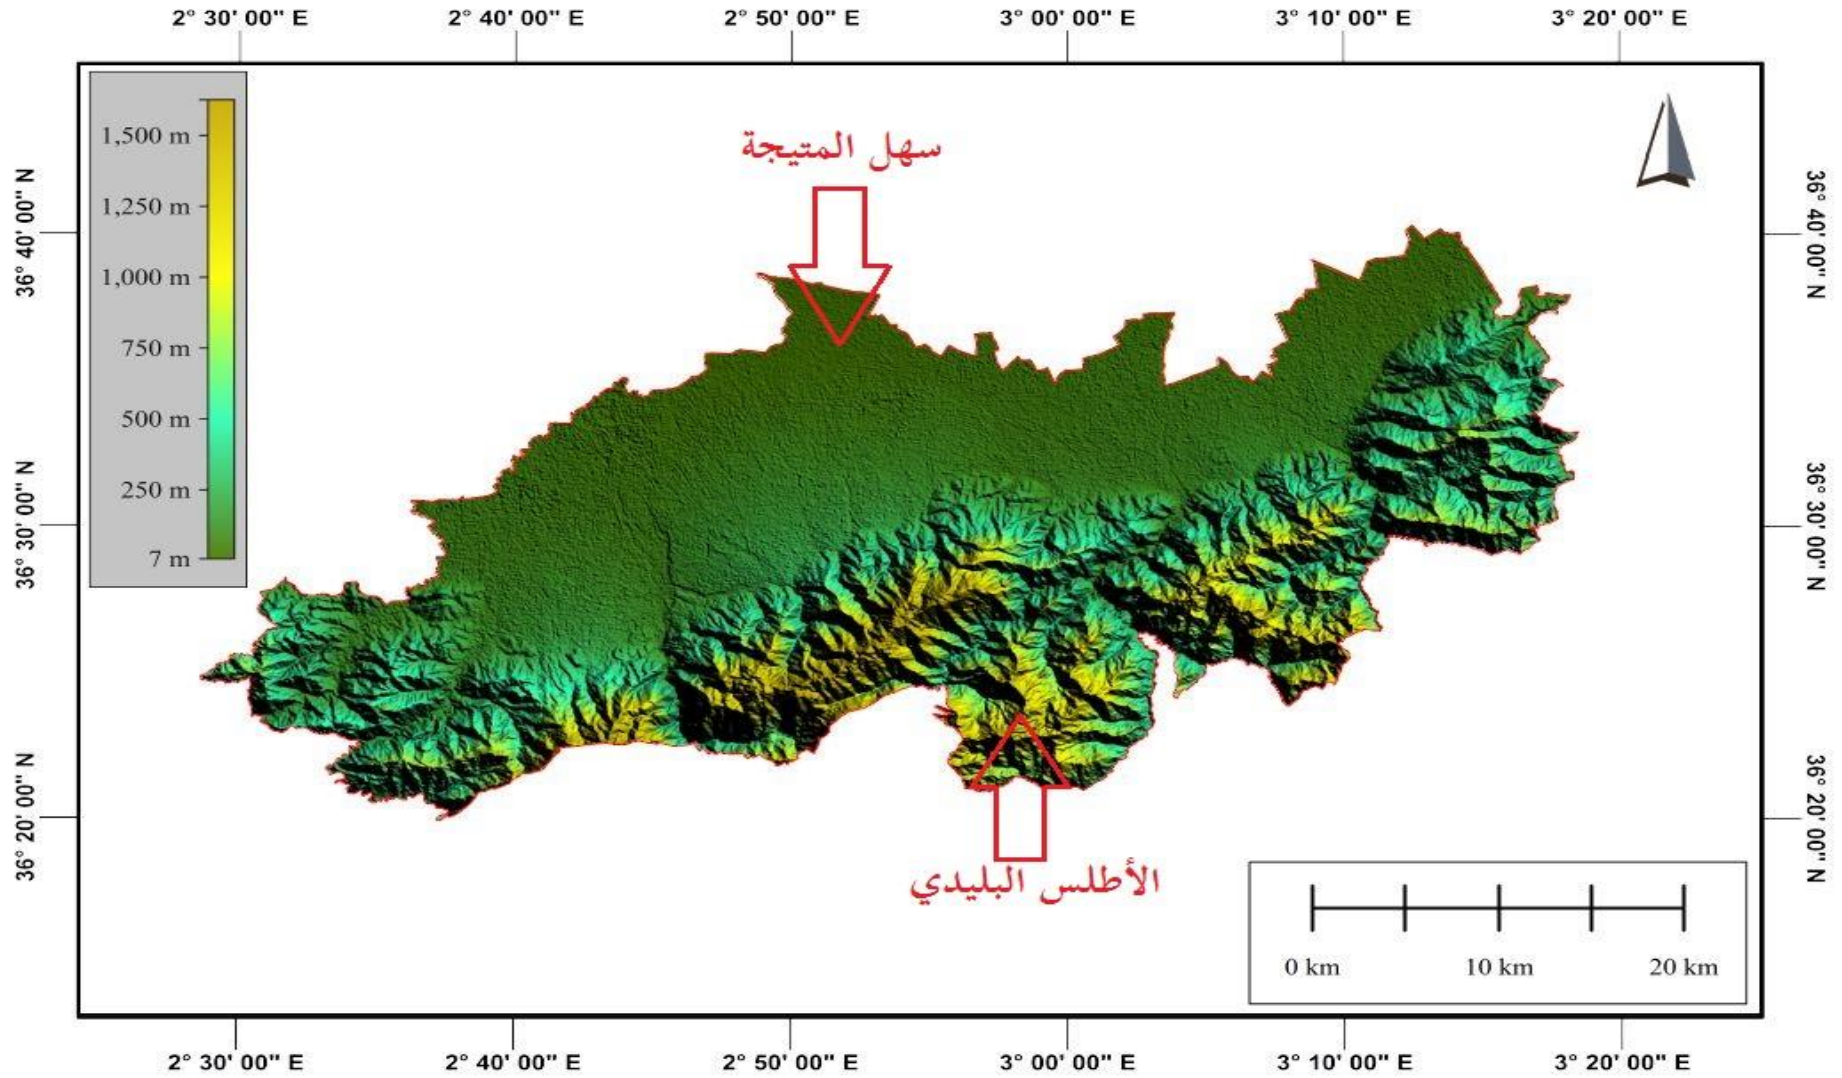 2° 30' 00" E
2° 40' 00" E
2° 50' 00" E
3° 00' 00" E
3° 10' 00" E
3° 20' 00" E
1,500 m
1,250 m
1,000 m
750 m
500 m
250 m
7 m
سهل المتيجة
36° 40' 00" N
36° 40' 00" N
36° 30' 00" N
36° 30' 00" N
36° 20' 00" N
36° 20' 00" N
الأطلس البليدي
0 km
10 km
20 km
2° 30' 00" E
2° 40' 00" E
2° 50' 00" E
3° 00' 00" E
3° 10' 00" E
3° 20' 00" E